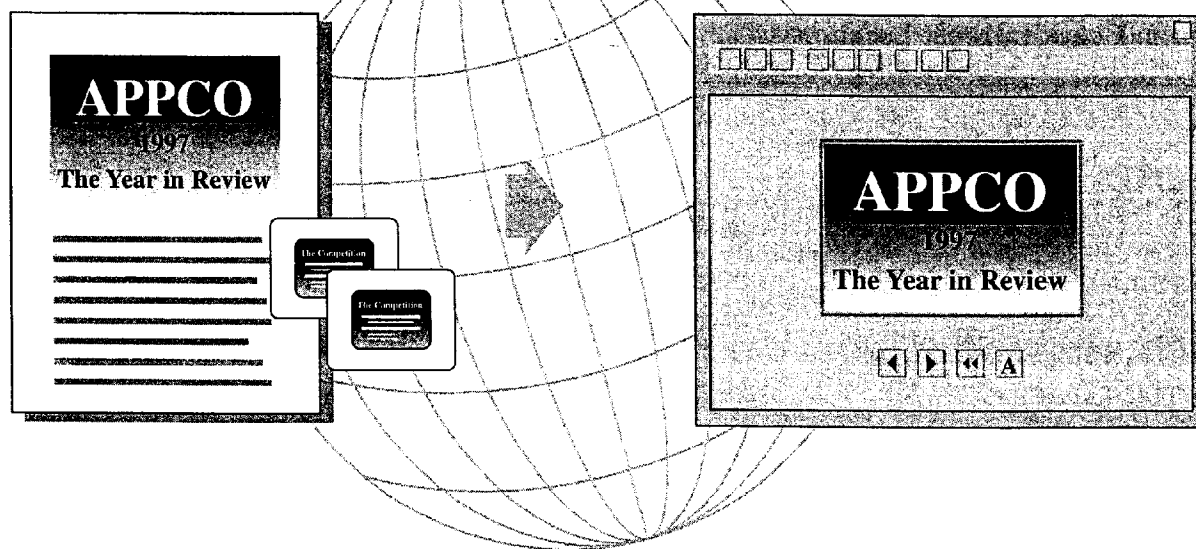 APPCO
1997
The Year in Review
The Competition
The Competition
APPCO
1997
The Year in Review
A